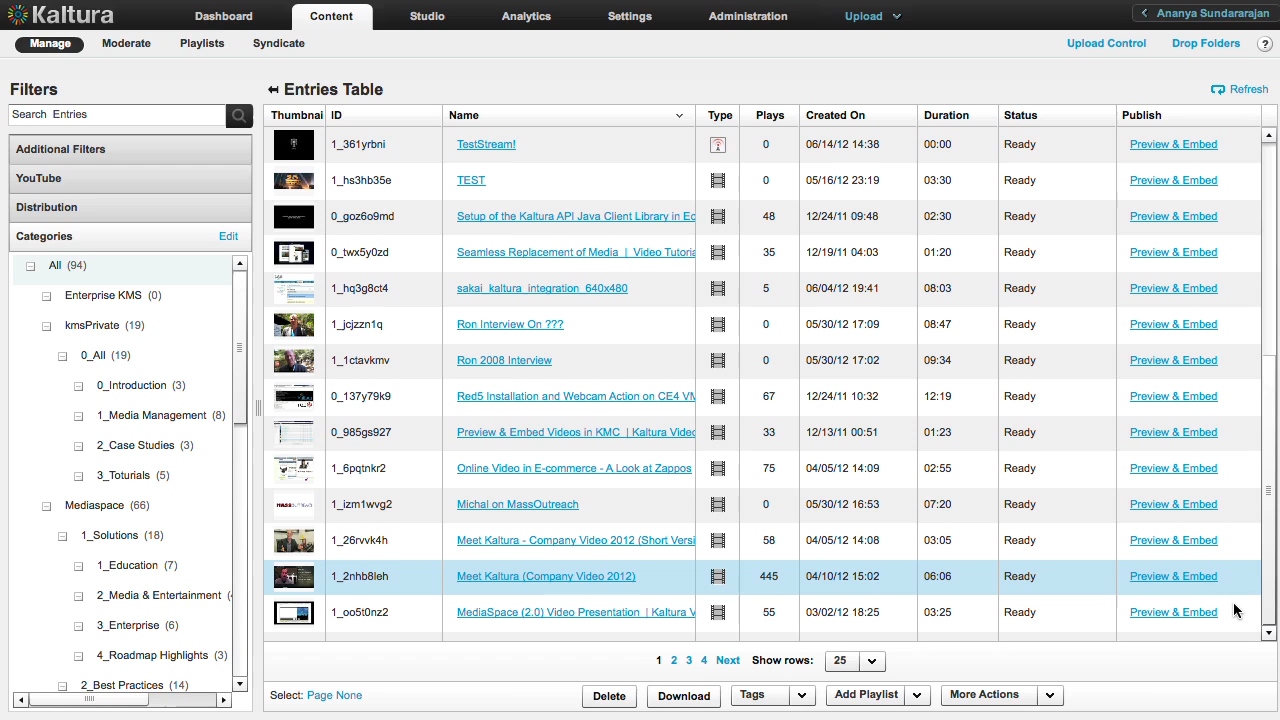 Kaltura
Dashboard Content Studio Analytics Settings Administration Upload Ananya Sundararajan
Manage Moderate Playlists Syndicate Upload Control Drop Folders ?
Filters
Search Entries
Additional Filters
YouTube
Distribution
Categories Edit
All (94)
Enterprise KMS (0)
kmsPrivate (19)
0_All (19)
0_Introduction (3)
1_Media Management (8)
2_Case Studies (3)
3_Toturials (5)
Mediaspace (66)
1_Solutions (18)
1_Education (7)
2_Media & Entertainment (
3_Enterprise (6)
4_Roadmap Highlights (3)
2_Best Practices (14)
Entries Table Refresh
Thumbnai ID Name Type Plays Created On Duration Status Publish
1_361yrbni TestStream! 0 06/14/12 14:38 00:00 Ready Preview & Embed
1_hs3hb35e TEST 0 05/16/12 23:19 03:30 Ready Preview & Embed
0_goz6o9md Setup of the Kaltura API Java Client Library in Ec 48 12/24/11 09:48 02:30 Ready Preview & Embed
0_twx5y0zd Seamless Replacement of Media | Video Tutoria 35 12/19/11 04:03 01:20 Ready Preview & Embed
1_hq3g8ct4 sakai_kaltura_integration_640x480 5 06/04/12 19:41 08:03 Ready Preview & Embed
1_jcjzzn1q Ron Interview On ??? 0 05/30/12 17:09 08:47 Ready Preview & Embed
1_1ctavkmv Ron 2008 Interview 0 05/30/12 17:02 09:34 Ready Preview & Embed
0_137y79k9 Red5 Installation and Webcam Action on CE4 VM 67 12/24/11 10:32 12:19 Ready Preview & Embed
0_985gs927 Preview & Embed Videos in KMC | Kaltura Video 33 12/13/11 00:51 01:23 Ready Preview & Embed
1_6pqtnkr2 Online Video in E-commerce - A Look at Zappos 75 04/05/12 14:09 02:55 Ready Preview & Embed
1_izm1wvg2 Michal on MassOutreach 0 05/30/12 16:53 07:20 Ready Preview & Embed
1_26rvvk4h Meet Kaltura - Company Video 2012 (Short Versi 58 04/05/12 14:08 03:05 Ready Preview & Embed
1_2nhb8leh Meet Kaltura (Company Video 2012) 445 04/10/12 15:02 06:06 Ready Preview & Embed
1_oo5t0nz2 MediaSpace (2.0) Video Presentation | Kaltura V 55 03/02/12 18:25 03:25 Ready Preview & Embed
1 2 3 4 Next Show rows: 25
Select: Page None Delete Download Tags Add Playlist More Actions